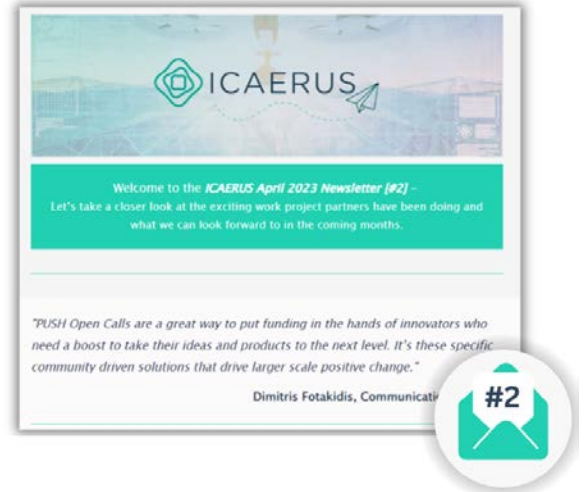 ICAERUS
Welcome to the ICAERUS April 2023 Newsletter [#2] –
Let's take a closer look at the exciting work project partners have been doing and
what we can look forward to in the coming months.
"PUSH Open Calls are a great way to put funding in the hands of innovators who
need a boost to take their ideas and products to the next level. It's these specific
community driven solutions that drive larger scale positive change."
Dimitris Fotakidis,
#2